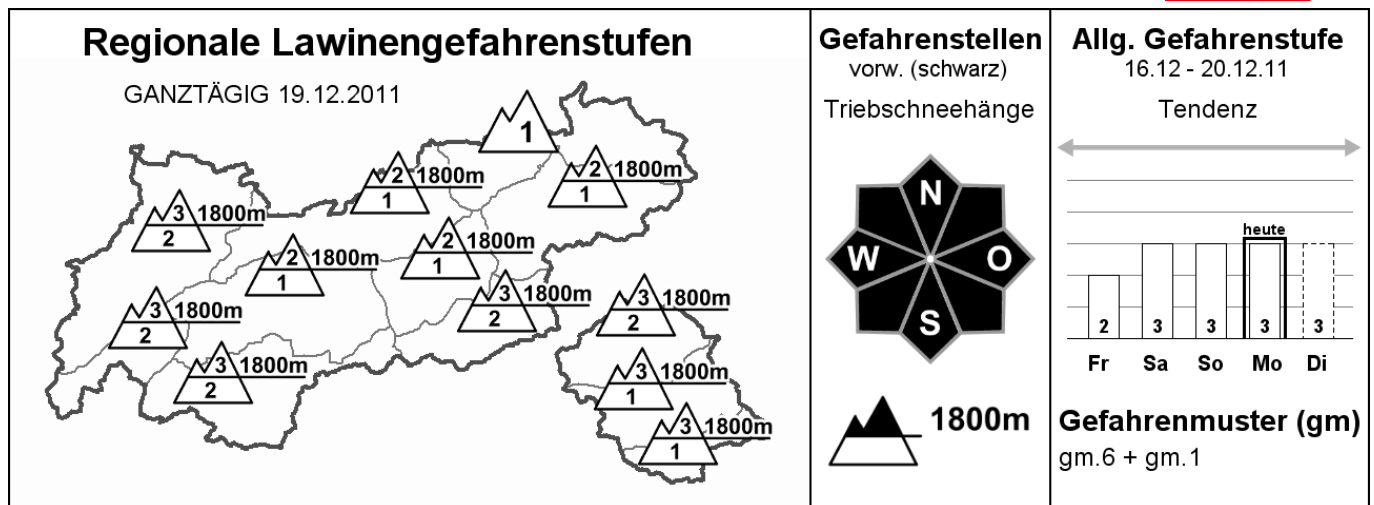 Regionale Lawinengefahrenstufen
GANZTÄGIG 19.12.2011
1
2 1800m
1
2 1800m
1
3 1800m
2
2 1800m
1
2 1800m
1
3 1800m
2
3 1800m
2
3 1800m
2
3 1800m
2
3 1800m
1
3 1800m
1
Gefahrenstellen
vorw. (schwarz)
Triebschneehänge
N
W O
S
1800m
Allg. Gefahrenstufe
16.12 - 20.12.11
Tendenz
heute
2 3 3 3 3
Fr Sa So Mo Di
Gefahrenmuster (gm)
gm.6 + gm.1